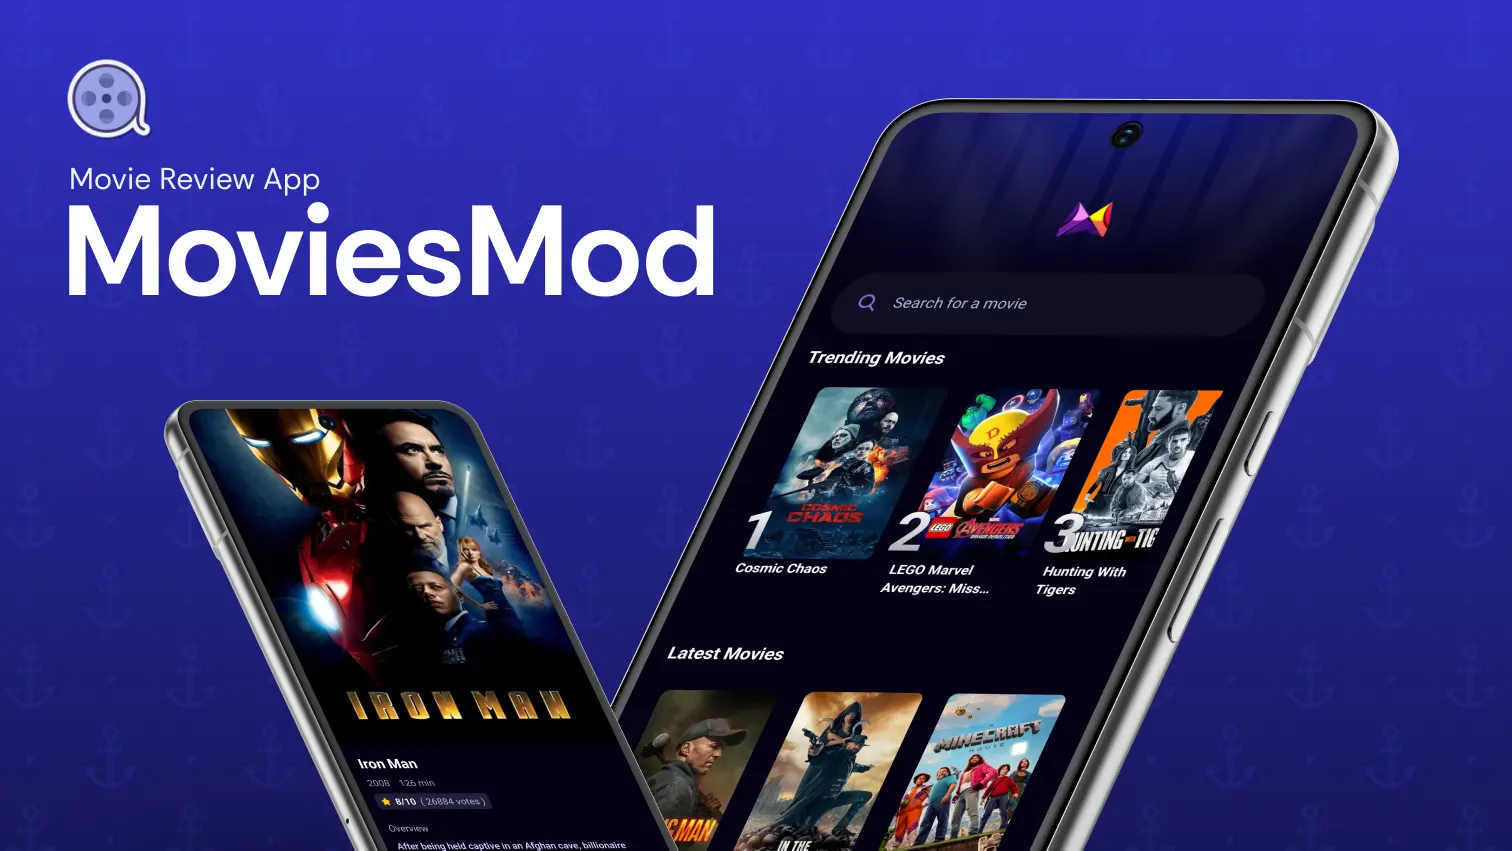 Movie Review App
MoviesMod
Search for a movie
Trending Movies
COSMIC
CHAOS
1
Cosmic Chaos
LEGO
AVENGERS
2
LEGO Marvel
Avengers: Miss...
HUNTING WITH TIG
3
Hunting With
Tigers
Latest Movies
MAN
IN THE
MINECRAFT
IRON MAN
Iron Man
2008 126 min
8/10 ( 26884 votes )
Overview
After being held captive in an Afghan cave, billionaire